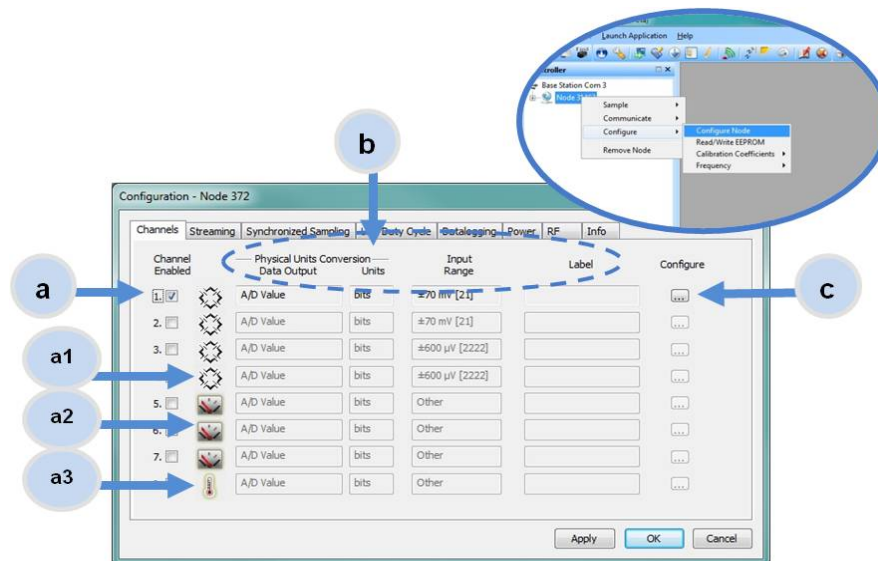 Launch Application Help
Base Station Com 3
Sample
Communicate
Configure
Remove Node
Configure Node
Read/Write EEPROM
Calibration Coefficients
Frequency
b
Configuration - Node 372
Channels Streaming Synchronized Sampling Duty Cycle Datalogging Power RF Info
Channel Enabled
Physical Units Conversion
Data Output Units
Input Range
Label
Configure
a
c
a1
a2
a3
1. A/D Value bits ±70 mV [21] ...
2. A/D Value bits ±70 mV [21] ...
3. A/D Value bits ±600 µV [2222] ...
A/D Value bits ±600 µV [2222] ...
5. A/D Value bits Other ...
6. A/D Value bits Other ...
7. A/D Value bits Other ...
A/D Value bits Other ...
Apply OK Cancel